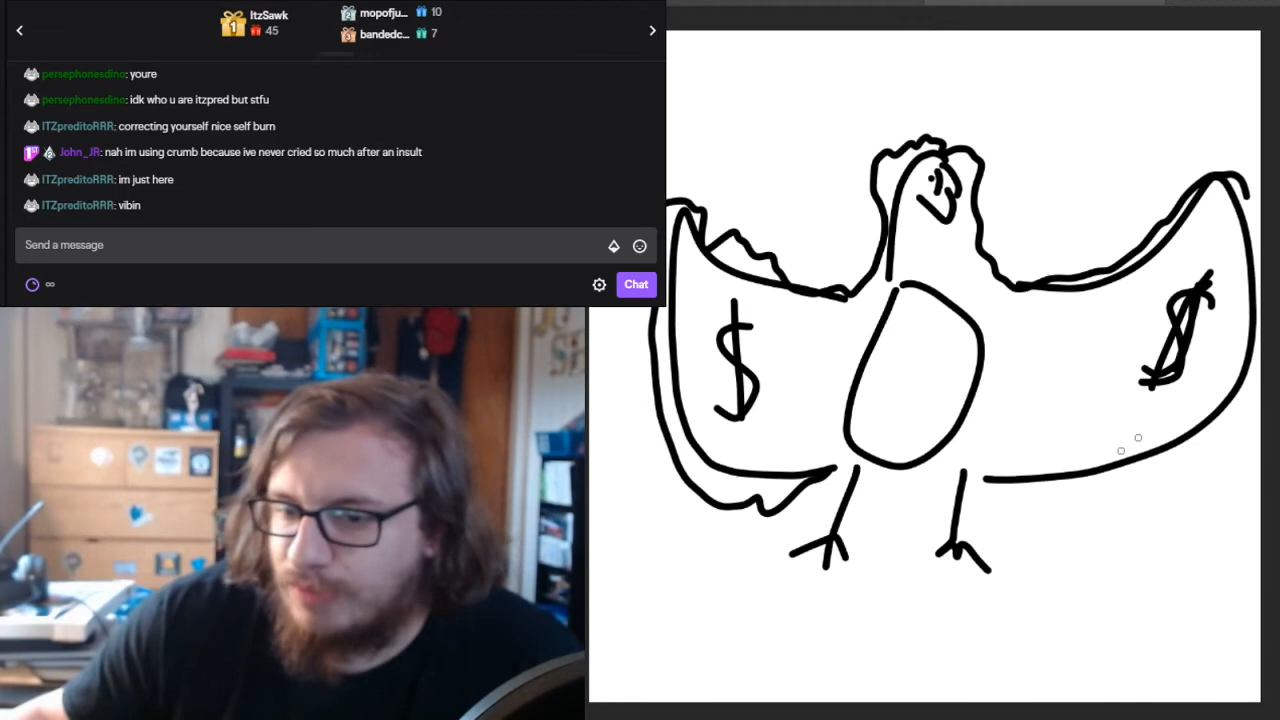 ItzSawk
45
mopofju... 10
bandedc... 7
persephonesdino: youre
persephonesdino: idk who u are itzpred but stfu
ITZpreditoRRR: correcting yourself nice self burn
John_JR: nah im using crumb because ive never cried so much after an insult
ITZpreditoRRR: im just here
ITZpreditoRRR: vibin
Send a message
∞
Chat
$ $